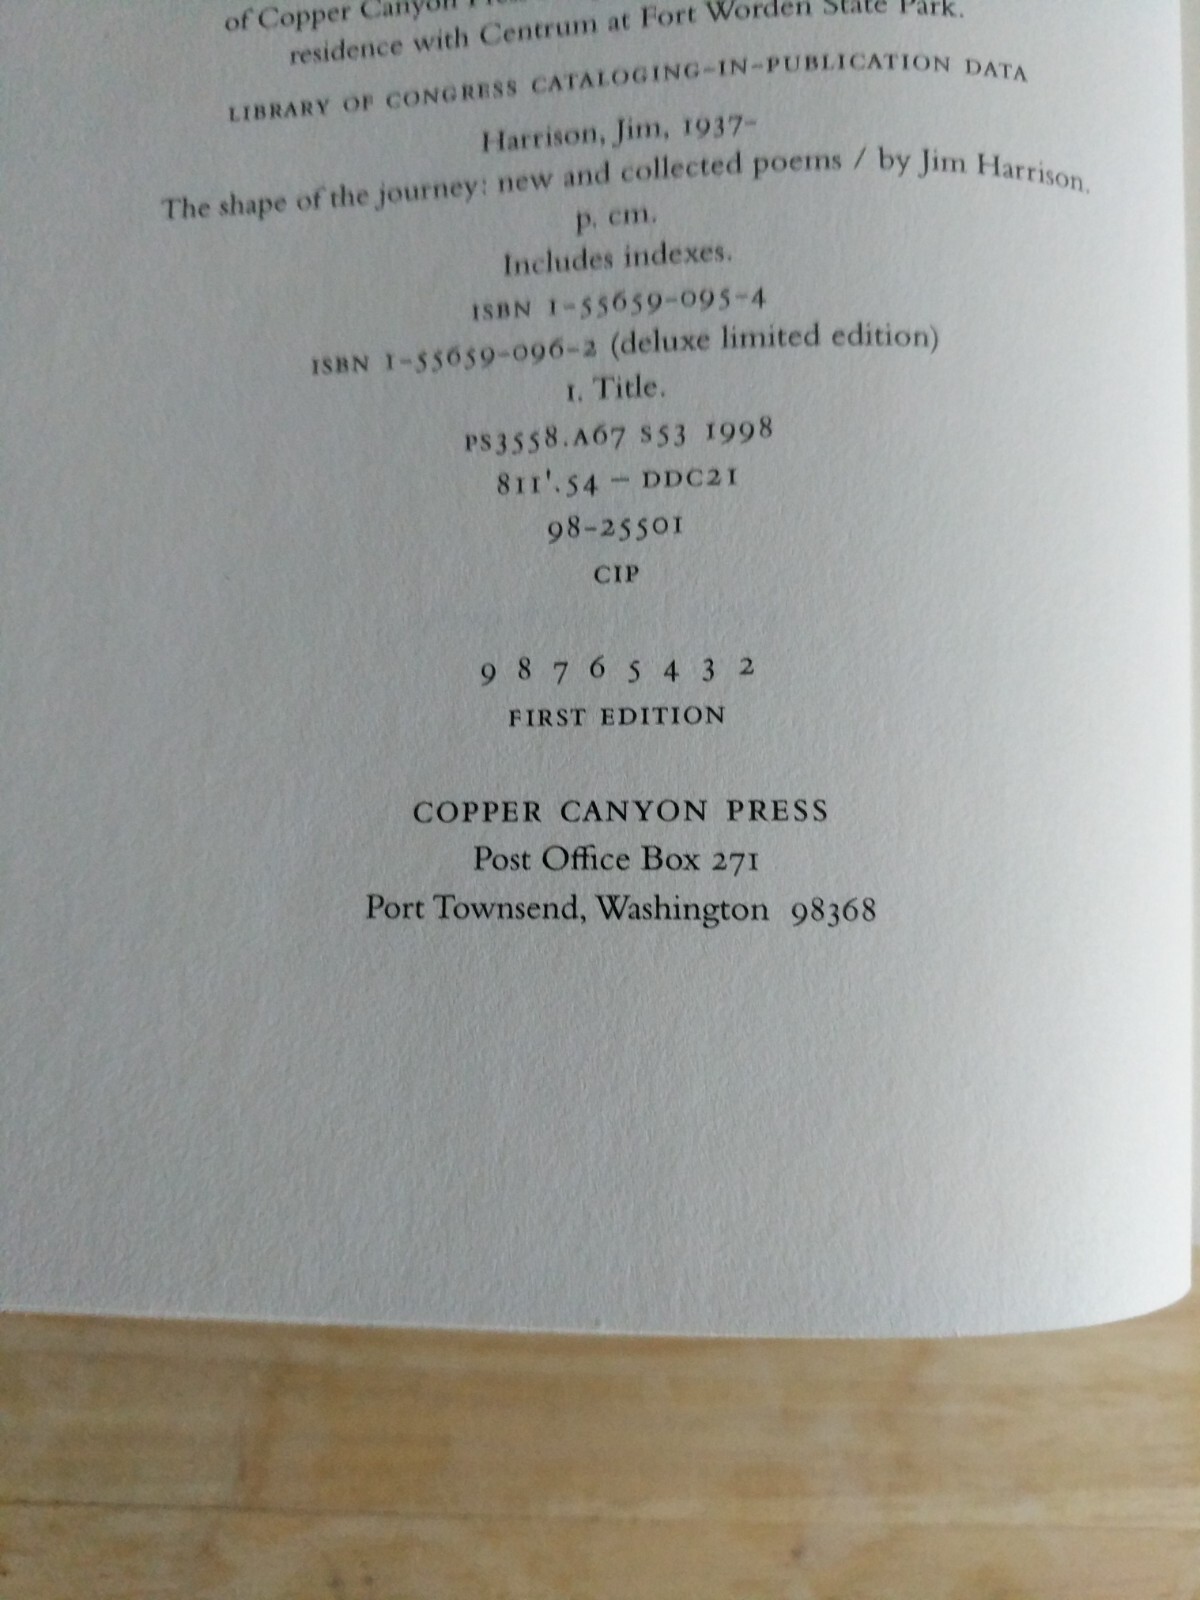 of Copper Canyon
residence with Centrum at Fort Worden State Park.
LIBRARY OF CONGRESS CATALOGING-IN-PUBLICATION DATA
Harrison, Jim, 1937–
The shape of the journey: new and collected poems / by Jim Harrison.
p. cm.
Includes indexes.
ISBN 1-55659-095-4
ISBN 1-55659-096-2 (deluxe limited edition)
1. Title.
PS3558.A67 S53 1998
811'.54 – DDC21
98-25501
CIP
9 8 7 6 5 4 3 2
FIRST EDITION
COPPER CANYON PRESS
Post Office Box 271
Port Townsend, Washington 98368